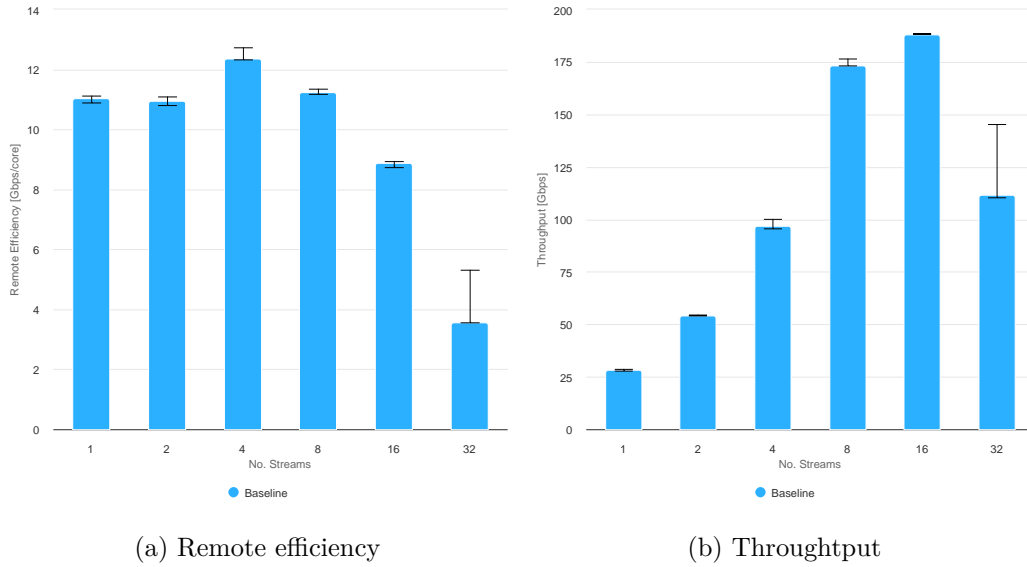 14
12
10
8
6
4
2
0
Remote Efficiency [Gbps/core]
1 2 4 8 16 32
No. Streams
Baseline
(a) Remote efficiency
200
175
150
125
100
75
50
25
0
Throughput [Gbps]
1 2 4 8 16 32
No. Streams
Baseline
(b) Throughtput